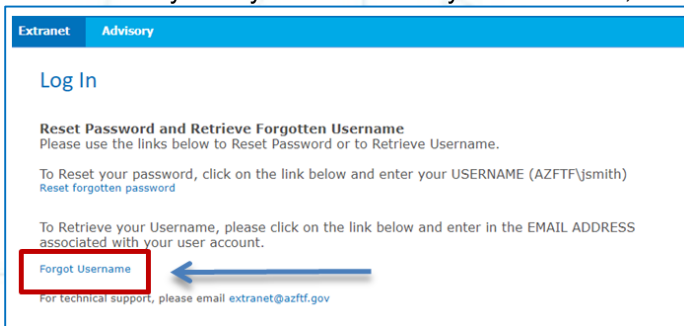 Extranet Advisory
Log In
Reset Password and Retrieve Forgotten Username
Please use the links below to Reset Password or to Retrieve Username.
To Reset your password, click on the link below and enter your USERNAME (AZFTF\jsmith)
Reset forgotten password
To Retrieve your Username, please click on the link below and enter in the EMAIL ADDRESS
associated with your user account.
Forgot Username
For technical support, please email extranet@azftf.gov